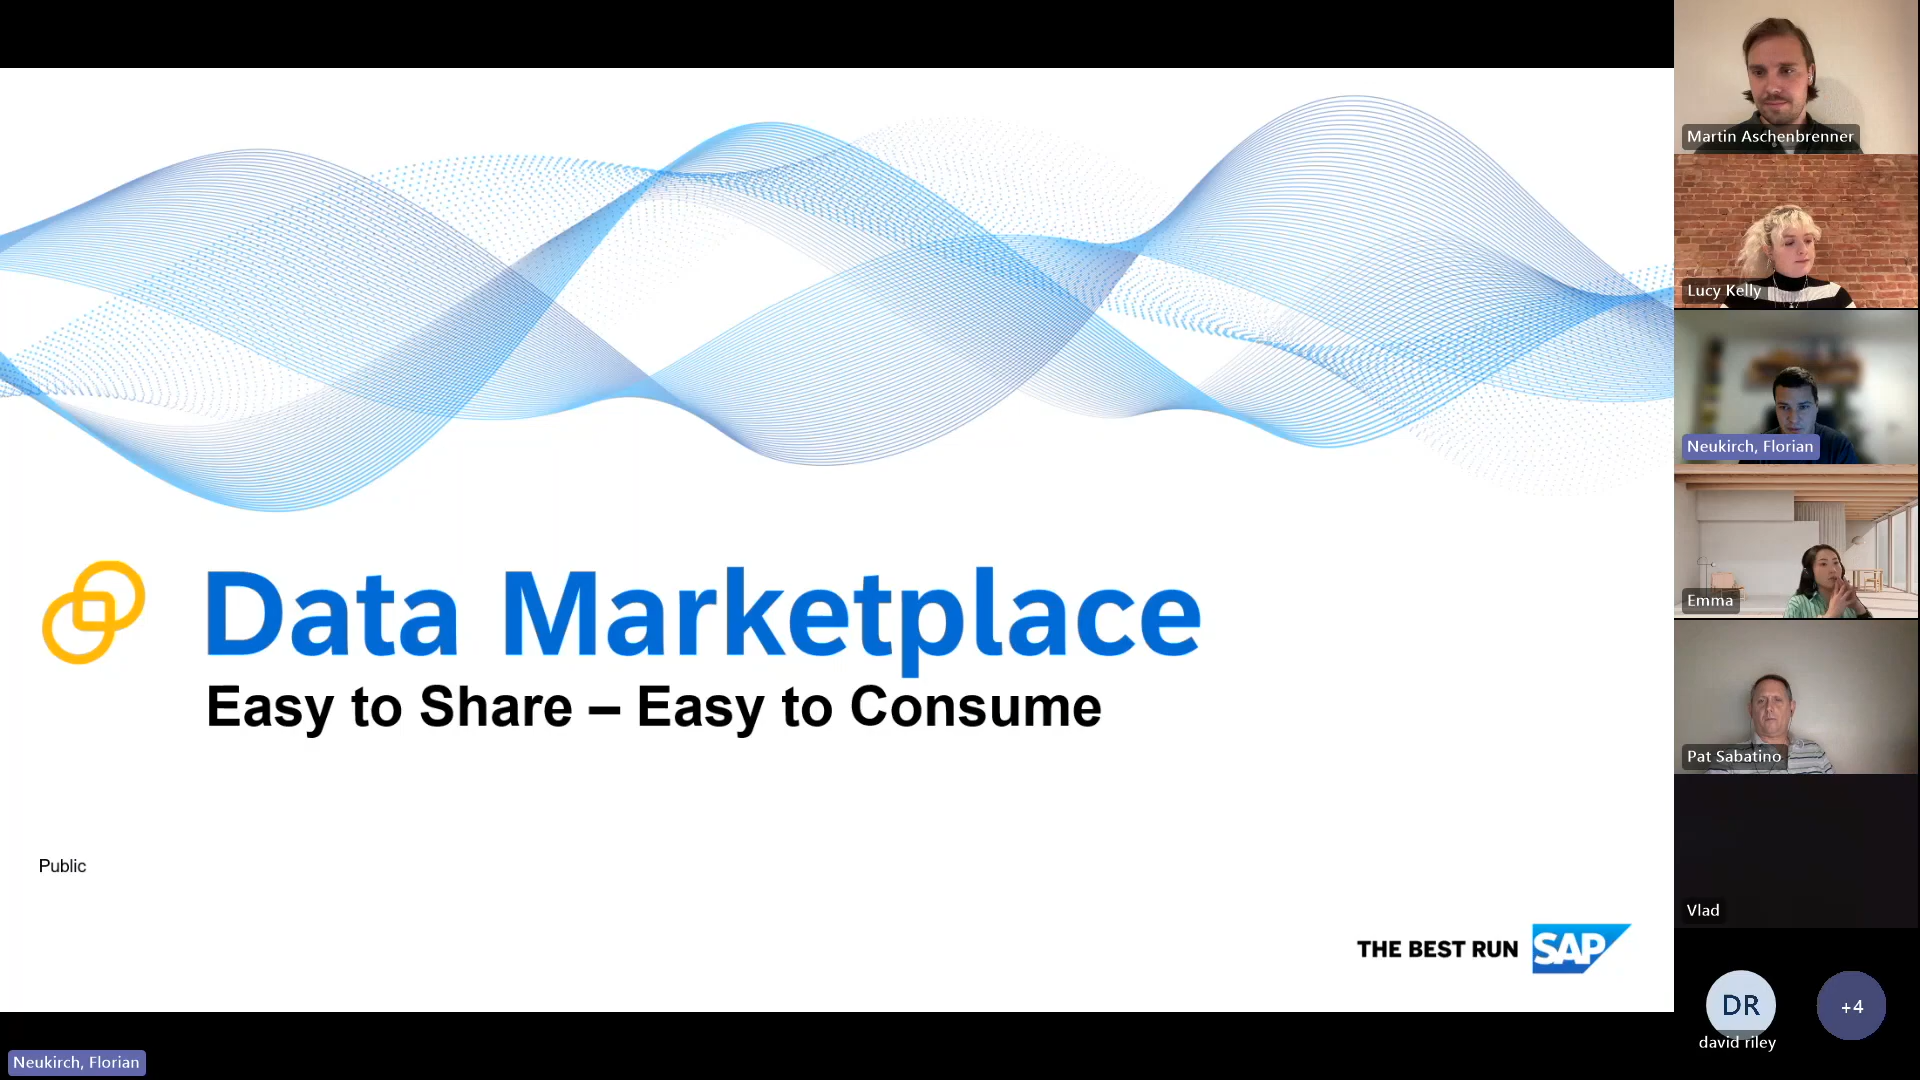 Data Marketplace
Easy to Share – Easy to Consume
Public
THE BEST RUN SAP
Neukirch, Florian
Martin Aschenbrenner
Lucy Kelly
Neukirch, Florian
Emma
Pat Sabatino
Vlad
DR
+4
david riley